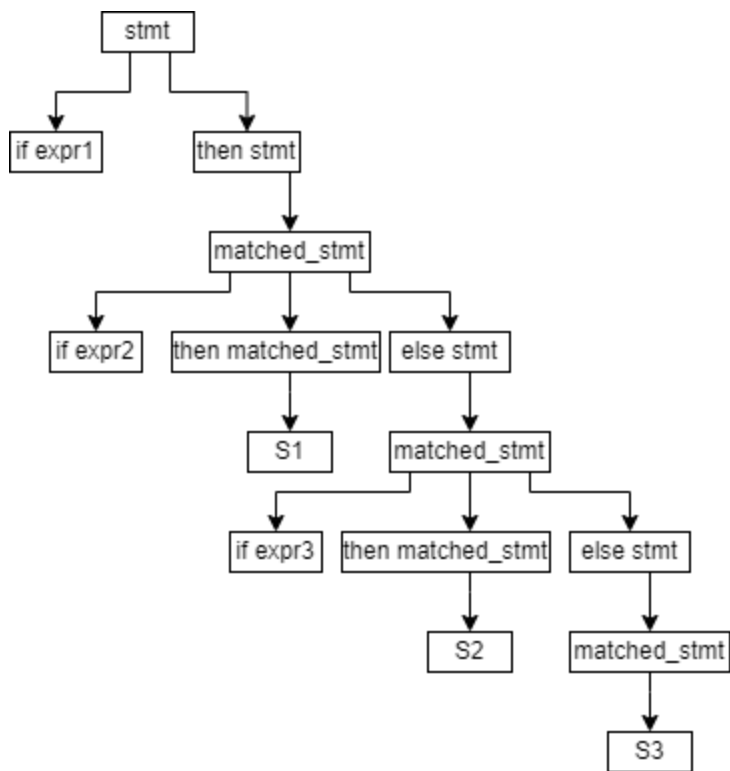 stmt
if expr1
then stmt
matched_stmt
if expr2
then matched_stmt
else stmt
S1
matched_stmt
if expr3
then matched_stmt
else stmt
S2
matched_stmt
S3